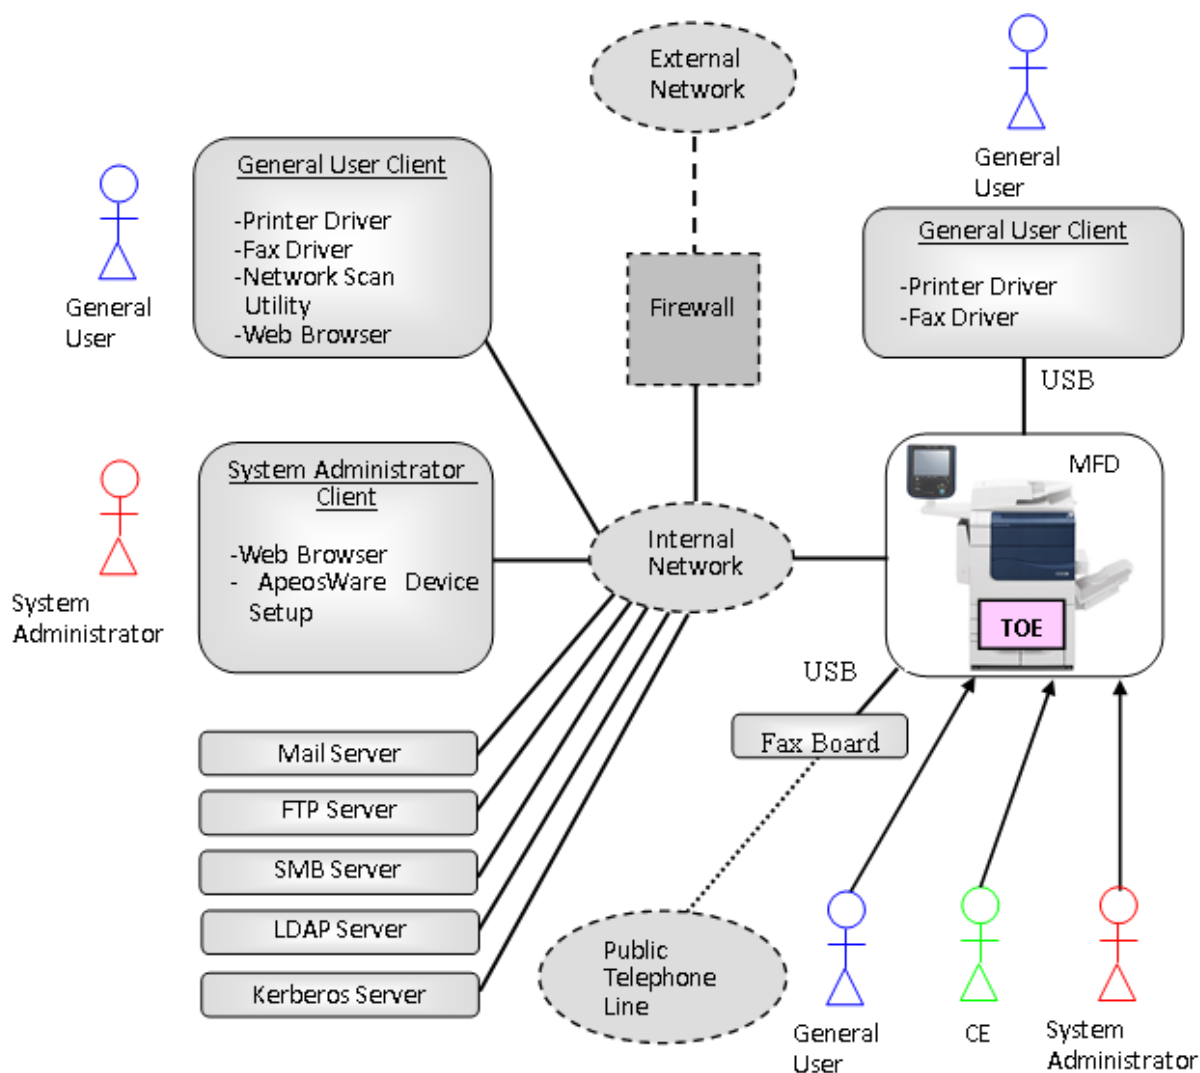 External
Network
General
User
General User Client
-Printer Driver
-Fax Driver
-Network Scan
Utility
-Web Browser
General
User
Firewall
General User Client
-Printer Driver
-Fax Driver
USB
System Administrator
Client
-Web Browser
- ApeosWare Device
Setup
System
Administrator
Internal
Network
MFD
TOE
USB
Fax Board
Mail Server
FTP Server
SMB Server
LDAP Server
Kerberos Server
Public
Telephone
Line
General
User
CE
System
Administrator